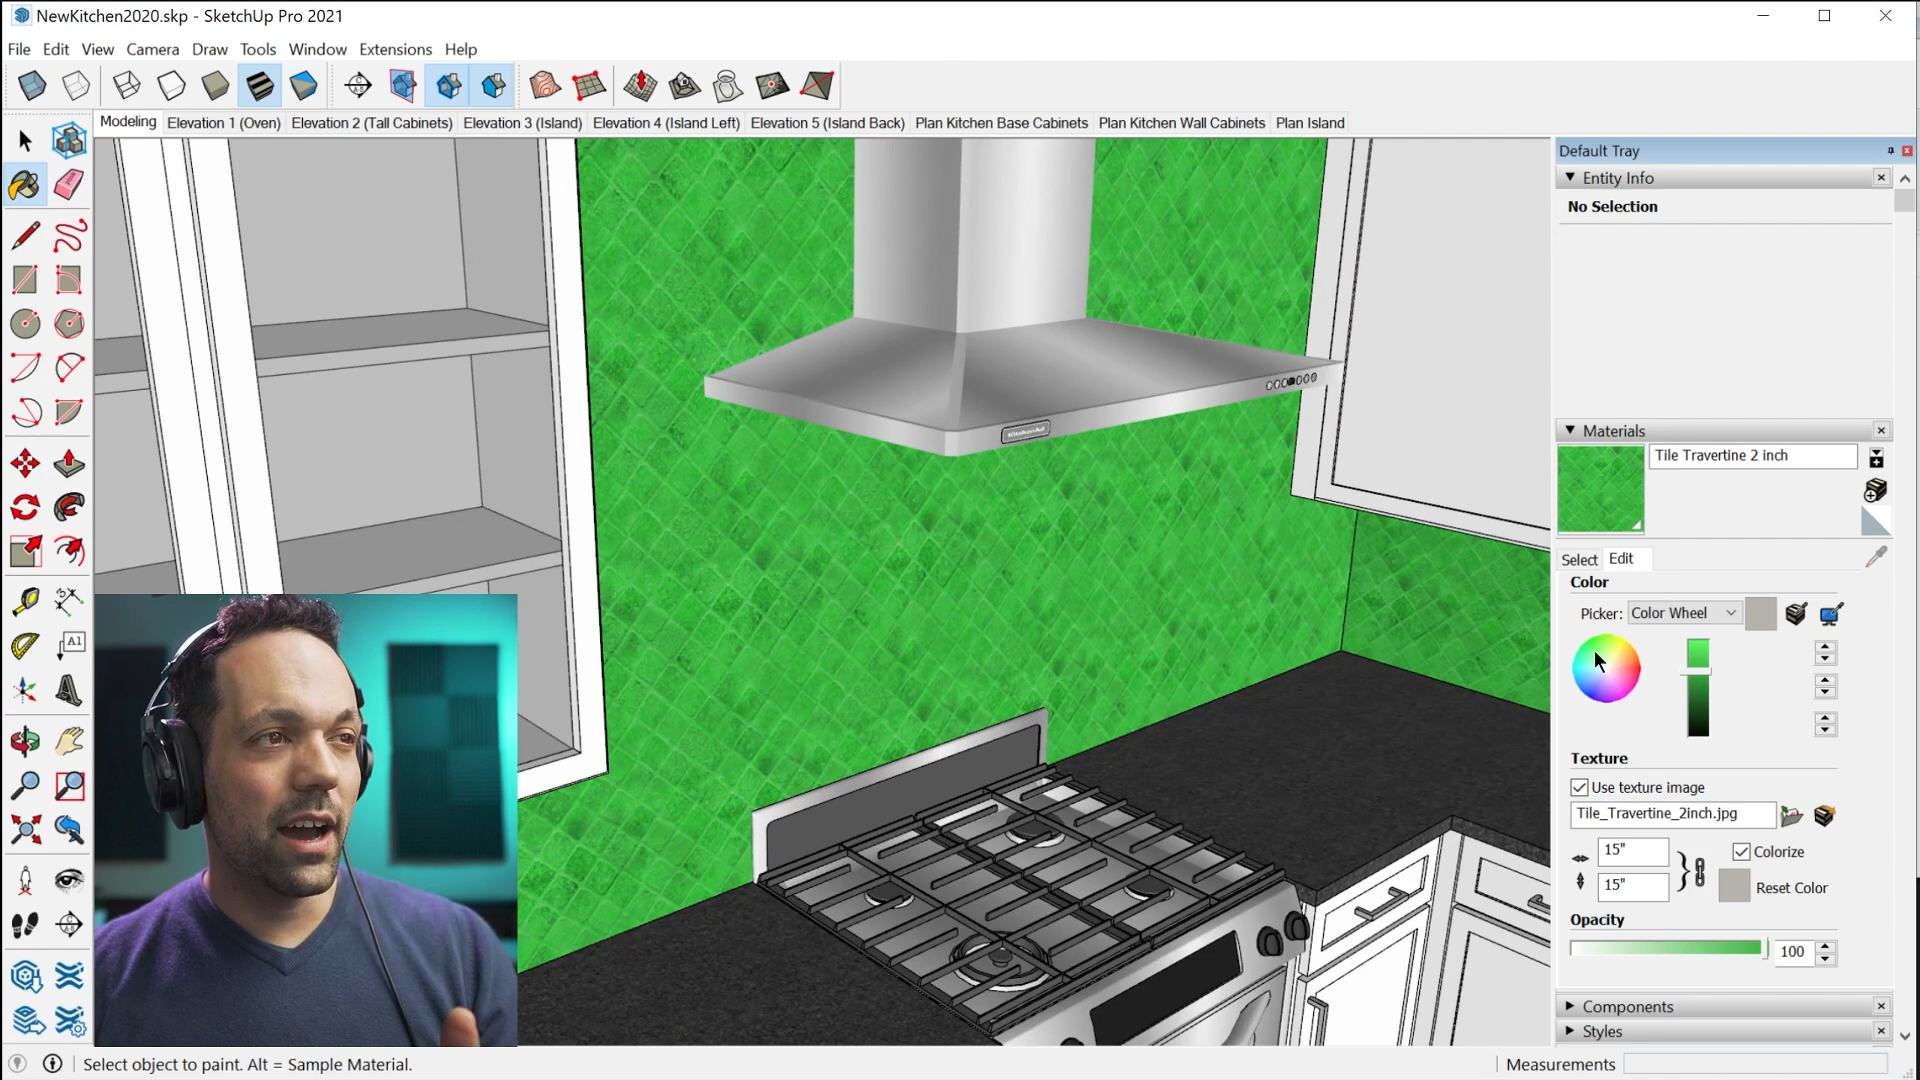 NewKitchen2020.skp - SketchUp Pro 2021
File Edit View Camera Draw Tools Window Extensions Help
Modeling Elevation 1 (Oven) Elevation 2 (Tall Cabinets) Elevation 3 (Island) Elevation 4 (Island Left) Elevation 5 (Island Back) Plan Kitchen Base Cabinets Plan Kitchen Wall Cabinets Plan Island
Default Tray
Entity Info
No Selection
KitchenAid
Materials
Tile Travertine 2 inch
Select Edit
Color
Picker: Color Wheel
Texture
Use texture image
Tile_Travertine_2inch.jpg
15"
Colorize
15"
Reset Color
Opacity
100
Components
Styles
A1
Select object to paint. Alt = Sample Material.
Measurements